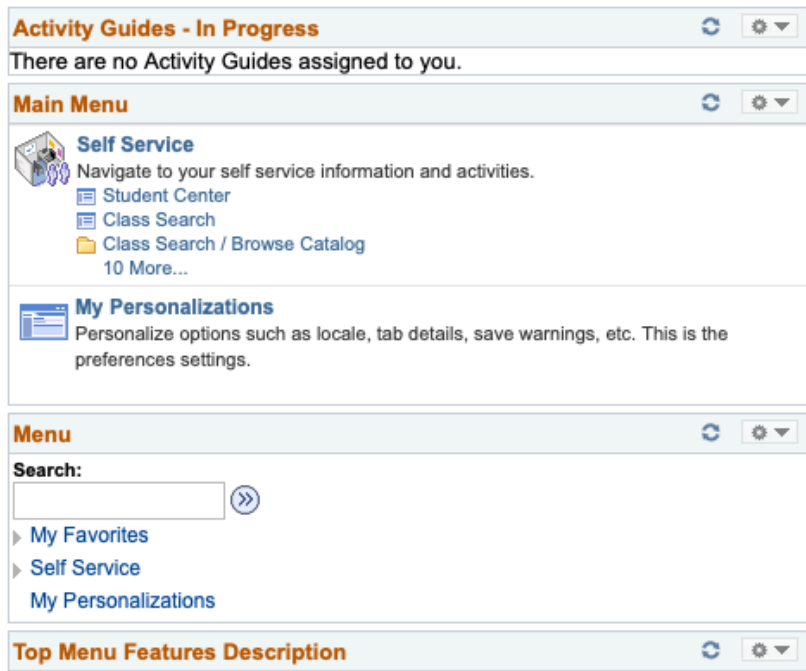 Activity Guides - In Progress
There are no Activity Guides assigned to you.
Main Menu
Self Service
Navigate to your self service information and activities.
Student Center
Class Search
Class Search / Browse Catalog
10 More...
My Personalizations
Personalize options such as locale, tab details, save warnings, etc. This is the
preferences settings.
Menu
Search:
My Favorites
Self Service
My Personalizations
Top Menu Features Description